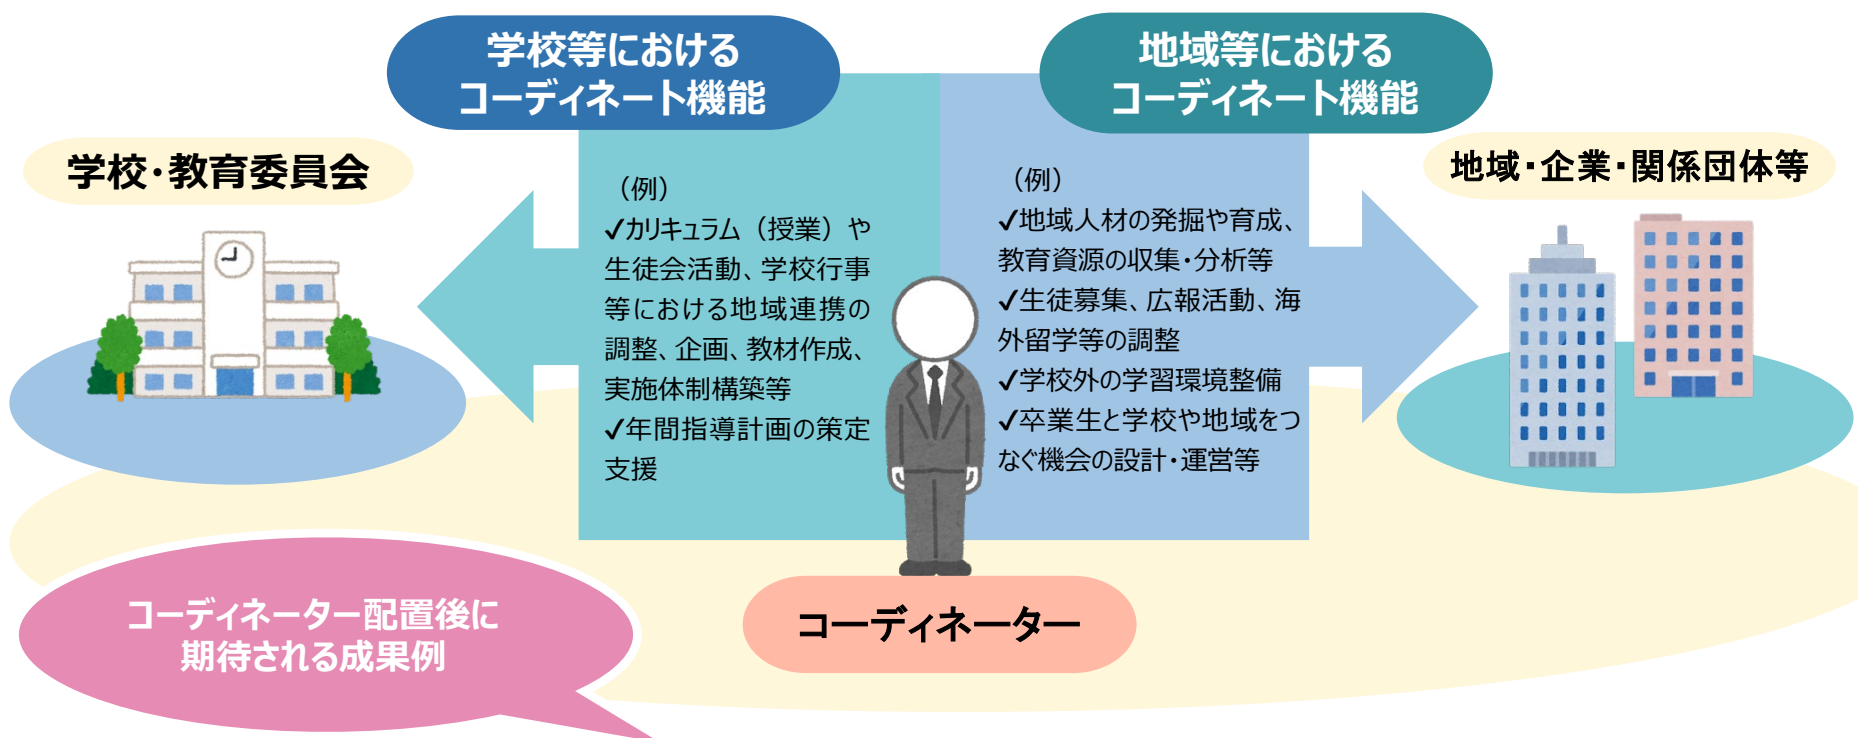 学校等における
コーディネート機能
地域等における
コーディネート機能
学校・教育委員会
地域・企業・関係団体等
（例）
✓カリキュラム（授業）や
生徒会活動、学校行事
等における地域連携の
調整、企画、教材作成、
実施体制構築等
✓年間指導計画の策定
支援
（例）
✓地域人材の発掘や育成、
教育資源の収集・分析等
✓生徒募集、広報活動、海
外留学等の調整
✓学校外の学習環境整備
✓卒業生と学校や地域をつ
なぐ機会の設計・運営等
コーディネーター
コーディネーター配置後に
期待される成果例